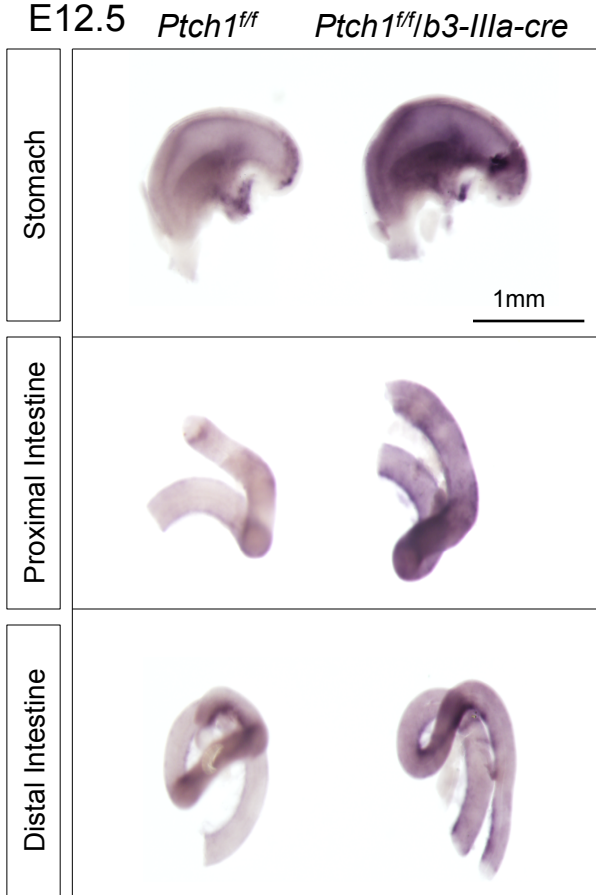 E12.5 Ptch1f/f Ptch1f/f/b3-IIIa-cre
Stomach
1mm
Proximal Intestine
Distal Intestine